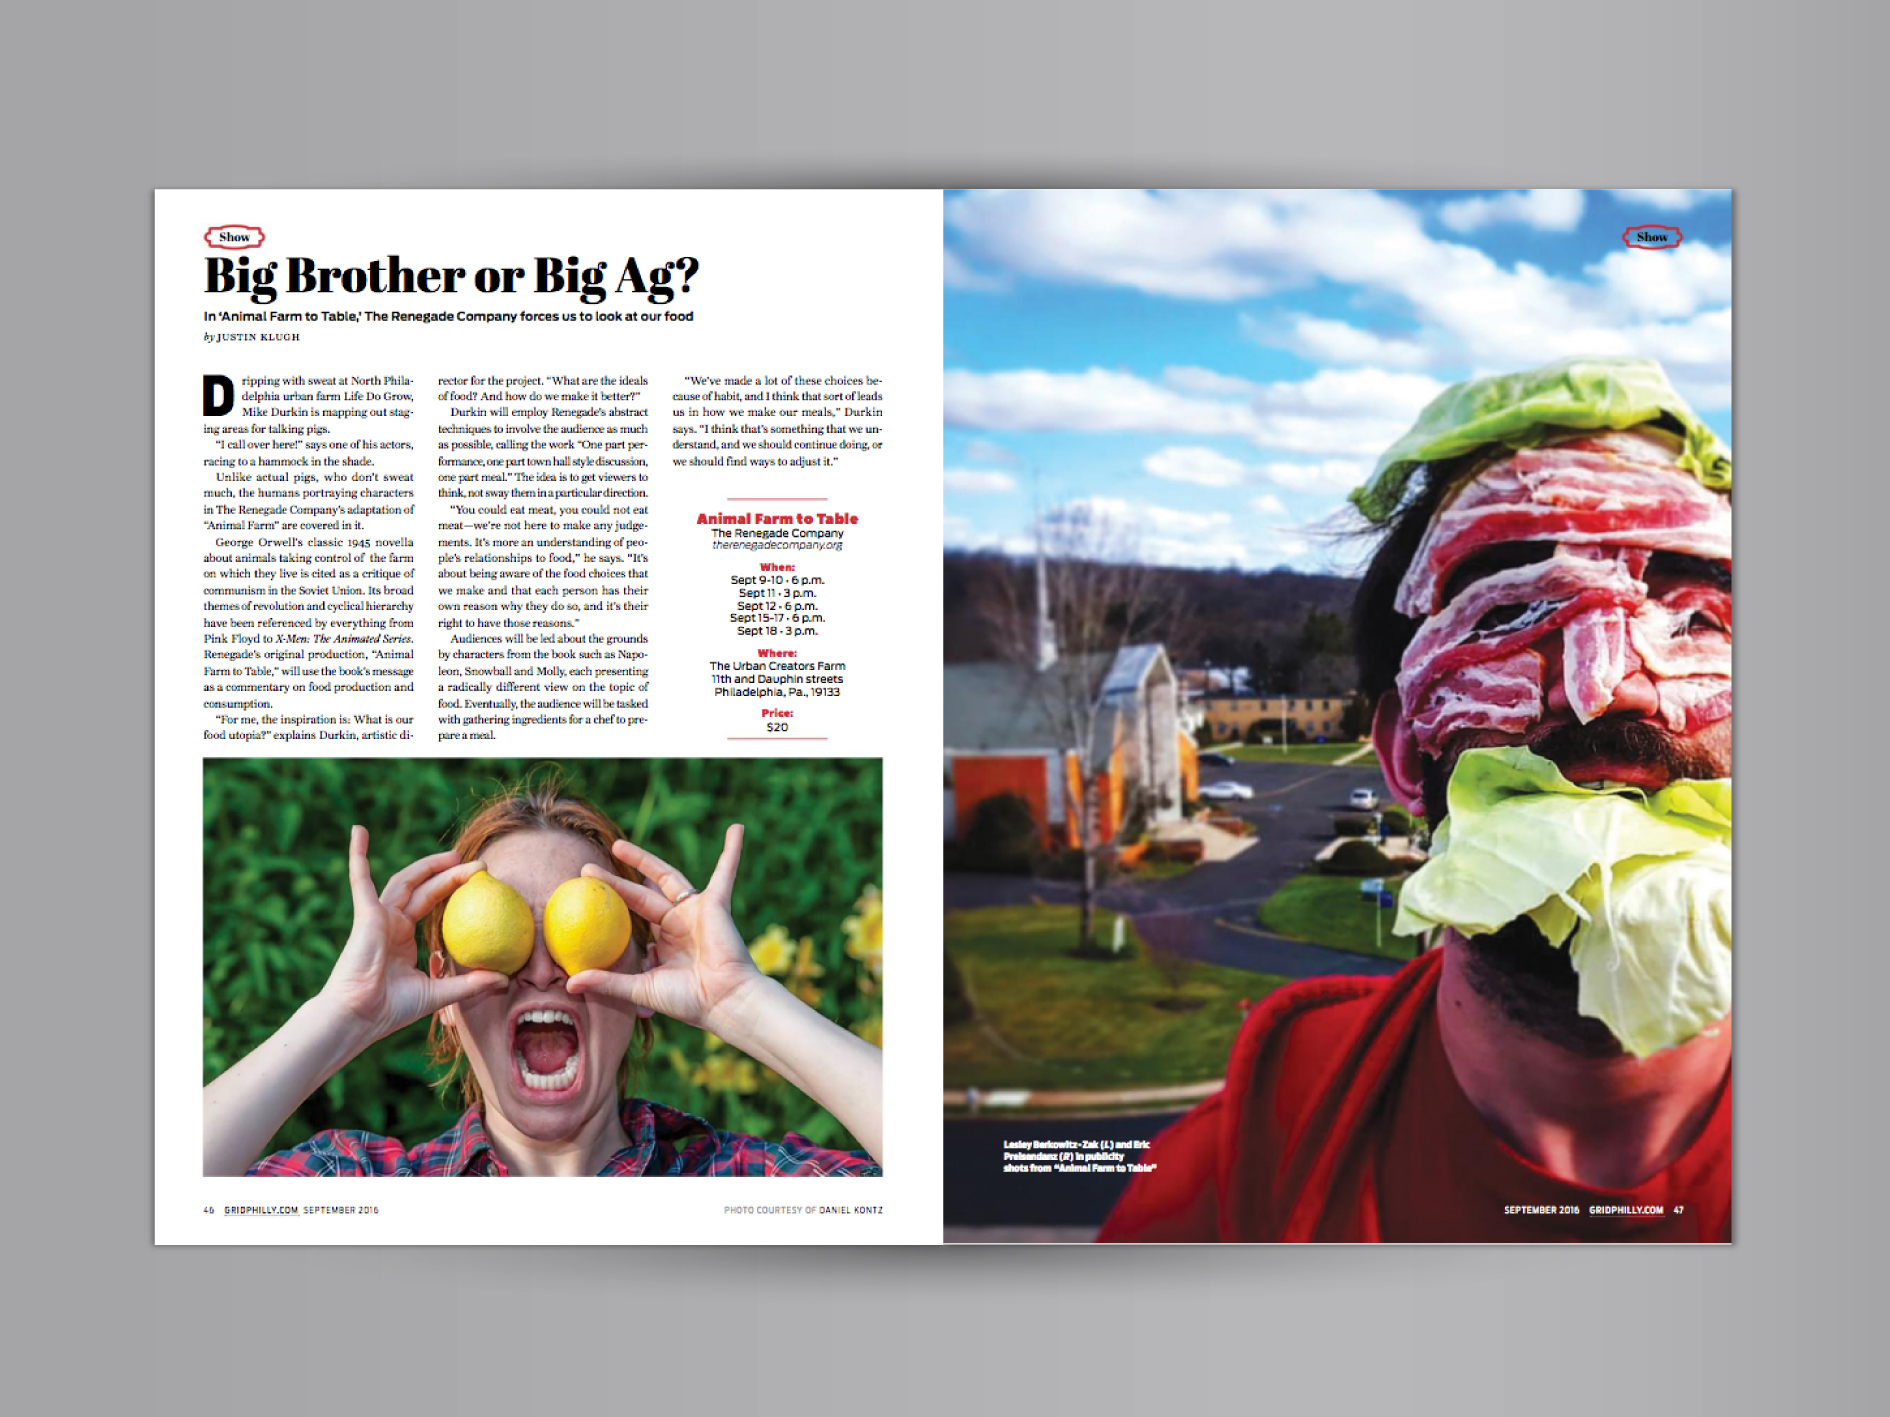 Show
Big Brother or Big Ag?
In ‘Animal Farm to Table,’ The Renegade Company forces us to look at our food
by JUSTIN KLUGH
Dripping with sweat at North Phila-
delphia urban farm Life Do Grow,
Mike Durkin is mapping out stag-
ing areas for talking pigs.
“I call over here!” says one of his actors,
racing to a hammock in the shade.
Unlike actual pigs, who don’t sweat
much, the humans portraying characters
in The Renegade Company’s adaptation of
“Animal Farm” are covered in it.
George Orwell’s classic 1945 novella
about animals taking control of the farm
on which they live is cited as a critique of
communism in the Soviet Union. Its broad
themes of revolution and cyclical hierarchy
have been referenced by everything from
Pink Floyd to X-Men: The Animated Series.
Renegade’s original production, “Animal
Farm to Table,” will use the book’s message
as a commentary on food production and
consumption.
“For me, the inspiration is: What is our
food utopia?” explains Durkin, artistic di-
rector for the project. “What are the ideals
of food? And how do we make it better?”
Durkin will employ Renegade’s abstract
techniques to involve the audience as much
as possible, calling the work “One part per-
formance, one part town hall style discussion,
one part meal.” The idea is to get viewers to
think, not sway them in a particular direction.
“You could eat meat, you could not eat
meat—we’re not here to make any judge-
ments. It’s more an understanding of peo-
ple’s relationships to food,” he says. “It’s
about being aware of the food choices that
we make and that each person has their
own reason why they do so, and it’s their
right to have those reasons.”
Audiences will be led about the grounds
by characters from the book such as Napo-
leon, Snowball and Molly, each presenting
a radically different view on the topic of
food. Eventually, the audience will be tasked
with gathering ingredients for a chef to pre-
pare a meal.
“We’ve made a lot of these choices be-
cause of habit, and I think that sort of leads
us in how we make our meals,” Durkin
says. “I think that’s something that we un-
derstand, and we should continue doing, or
we should find ways to adjust it.”
Animal Farm to Table
The Renegade Company
therenegadecompany.org
When:
Sept 9-10 • 6 p.m.
Sept 11 • 3 p.m.
Sept 12 • 6 p.m.
Sept 15-17 • 6 p.m.
Sept 18 • 3 p.m.
Where:
The Urban Creators Farm
11th and Dauphin streets
Philadelphia, Pa., 19133
Price:
$20
46 GRIDPHILLY.COM SEPTEMBER 2016
PHOTO COURTESY OF DANIEL KONTZ
Show
Lesley Berkowitz-Zak (L) and Eric
Preisendanz (R) in publicity
shots from “Animal Farm to Table”
SEPTEMBER 2016 GRIDPHILLY.COM 47